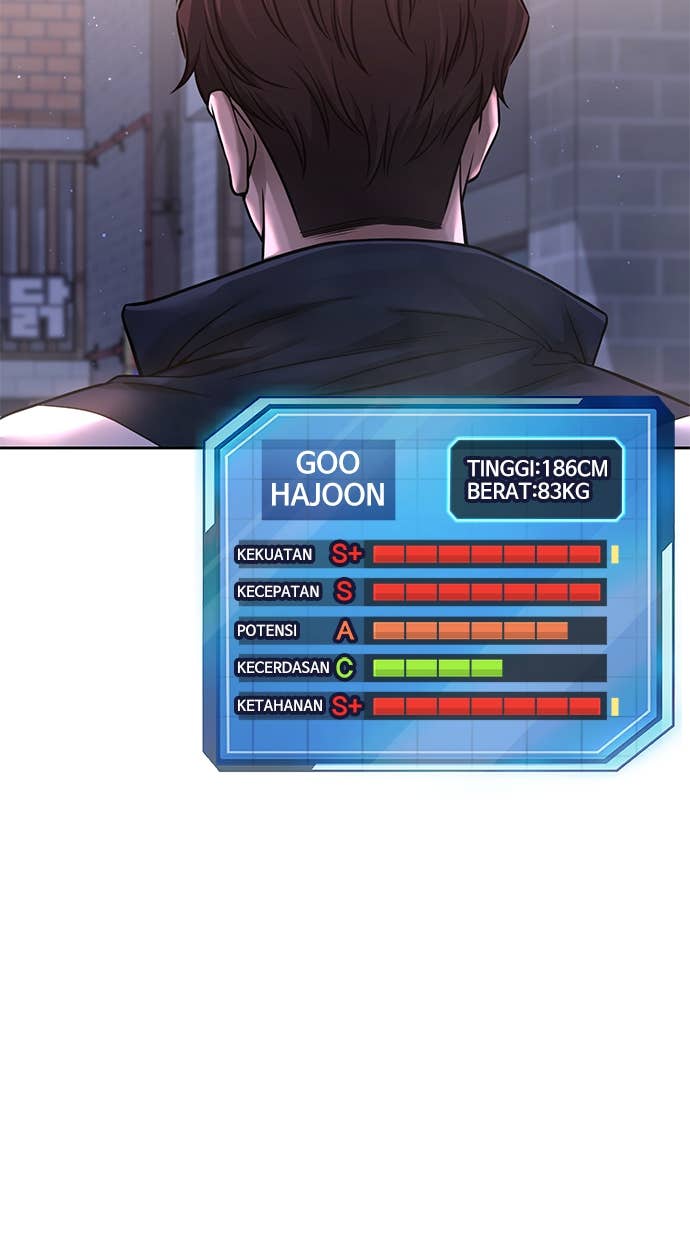 GOO
HAJOON
TINGGI:186CM
BERAT:83KG
KEKUATAN S+
KECEPATAN S
POTENSI A
KECERDASAN C
KETAHANAN S+